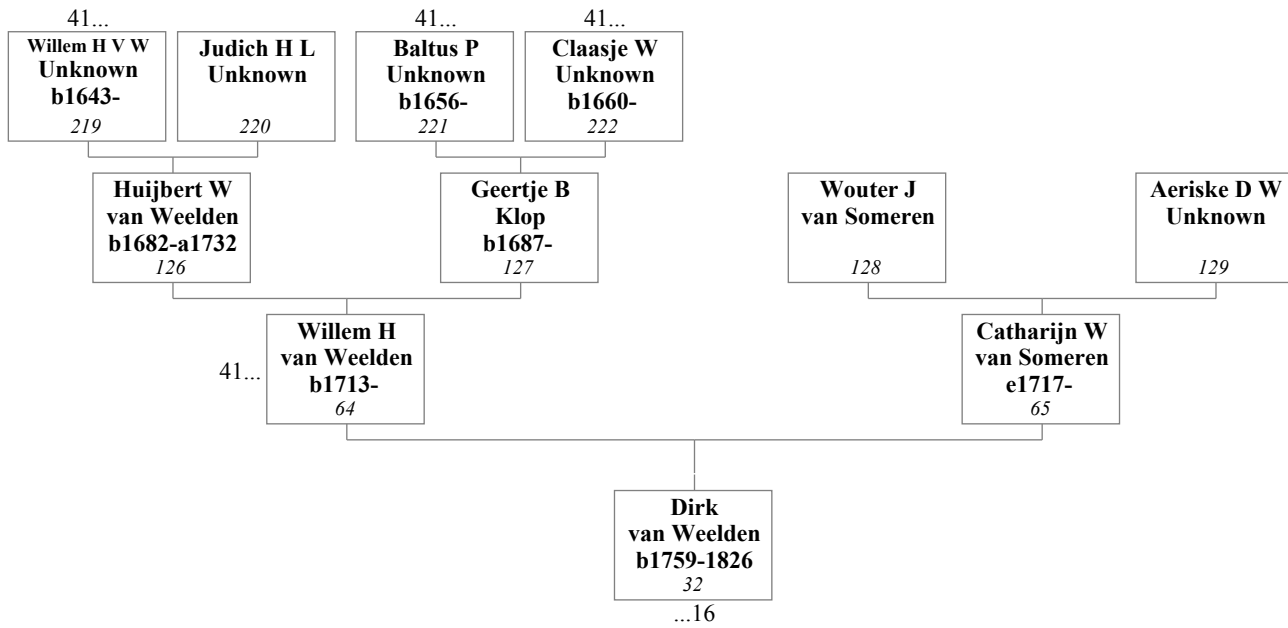 41...
Willem H V W
Unknown
b1643-
219
Judich H L
Unknown
220
41...
Baltus P
Unknown
b1656-
221
41...
Claasje W
Unknown
b1660-
222
Huijbert W
van Weelden
b1682-a1732
126
Geertje B
Klop
b1687-
127
Wouter J
van Someren
128
Aeriske D W
Unknown
129
41...
Willem H
van Weelden
b1713-
64
Catharijn W
van Someren
e1717-
65
Dirk
van Weelden
b1759-1826
32
...16